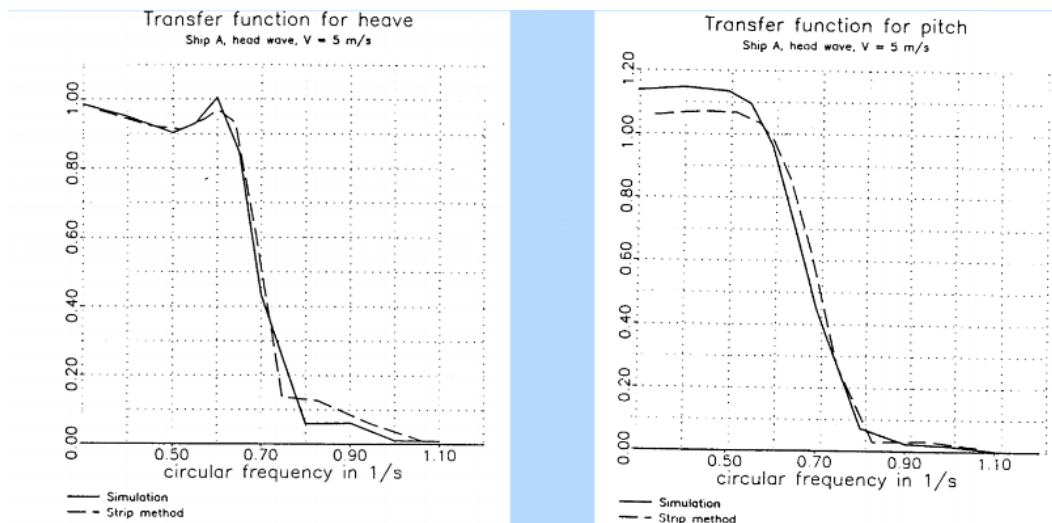 Transfer function for heave
Ship A, head wave, V = 5 m/s
1.00
0.80
0.60
0.40
0.20
0.00
0.50 0.70 0.90 1.10
circular frequency in 1/s
Simulation
Strip method
Transfer function for pitch
Ship A, head wave, V = 5 m/s
1.20
1.00
0.80
0.60
0.40
0.20
0.00
0.50 0.70 0.90 1.10
circular frequency in 1/s
Simulation
Strip method